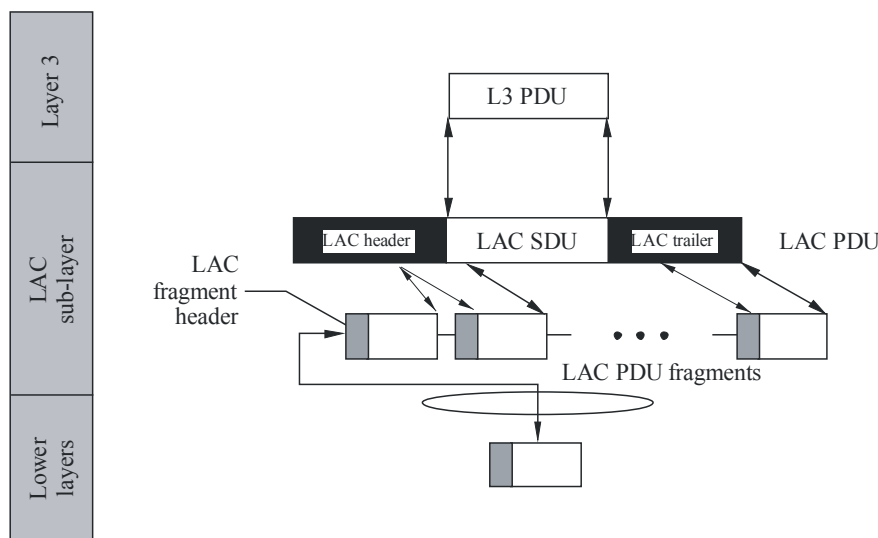 Layer 3
L3 PDU
LAC
sub-layer
LAC header
LAC SDU
LAC trailer
LAC PDU
LAC
fragment
header
LAC PDU fragments
Lower
layers